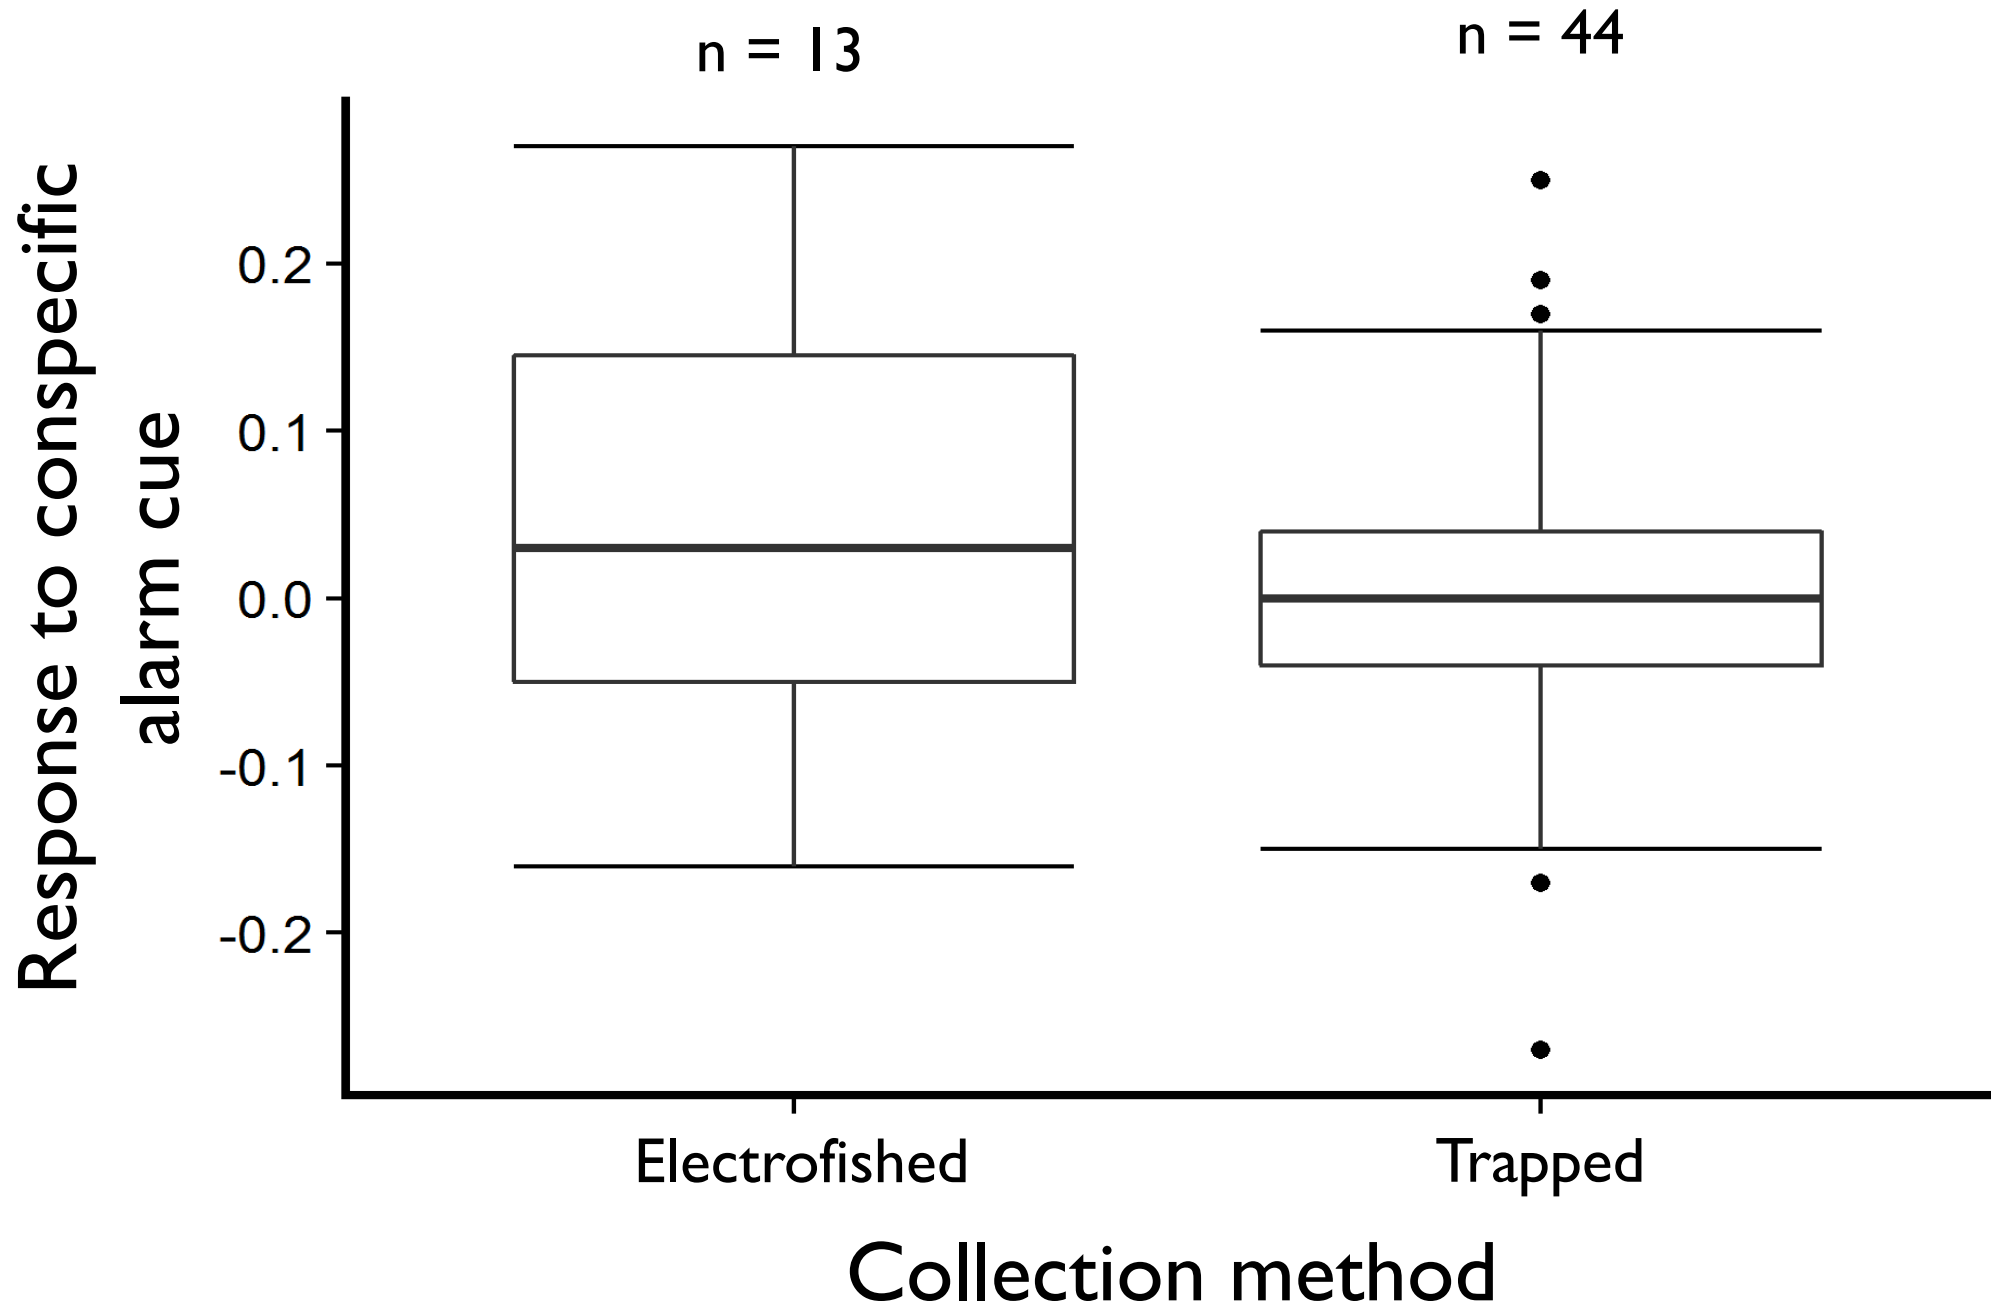 n = 13
n = 44
Response to conspecific
alarm cue
0.2
0.1
0.0
-0.1
-0.2
Electrofished
Trapped
Collection method